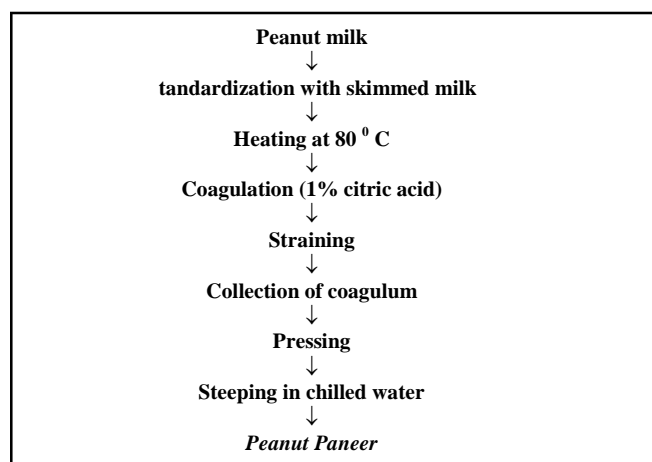 Peanut milk
↓
tandardization with skimmed milk
↓
Heating at 80 ⁰ C
↓
Coagulation (1% citric acid)
↓
Straining
↓
Collection of coagulum
↓
Pressing
↓
Steeping in chilled water
↓
Peanut Paneer